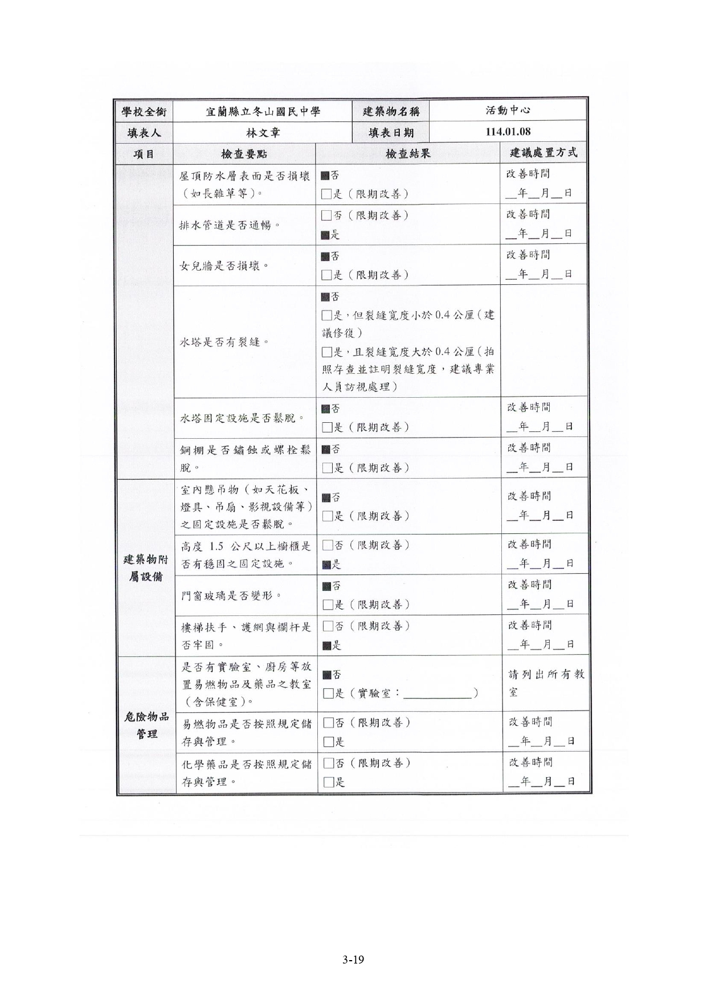 學校全銜 宜蘭縣立冬山國民中學 建築物名稱 活動中心
填表人 林文章 填表日期 114.01.08
項目 檢查要點 檢查結果 建議處置方式
屋頂防水層表面是否損壞
（如長雜草等）。
■否
□是（限期改善）
改善時間
__年__月__日
排水管道是否通暢。
□否（限期改善）
■是
改善時間
__年__月__日
女兒牆是否損壞。
■否
□是（限期改善）
改善時間
__年__月__日
水塔是否有裂縫。
■否
□是，但裂縫寬度小於 0.4 公厘（建
議修復）
□是，且裂縫寬度大於 0.4 公厘（拍
照存查並註明裂縫寬度，建議專業
人員訪視處理）
水塔固定設施是否鬆脫。
■否
□是（限期改善）
改善時間
__年__月__日
鋼棚是否鏽蝕或螺栓鬆
脫。
■否
□是（限期改善）
改善時間
__年__月__日
建築物附
屬設備
室內懸吊物（如天花板、
燈具、吊扇、影視設備等）
之固定設施是否鬆脫。
■否
□是（限期改善）
改善時間
__年__月__日
高度 1.5 公尺以上櫥櫃是
否有穩固之固定設施。
□否（限期改善）
■是
改善時間
__年__月__日
門窗玻璃是否變形。
■否
□是（限期改善）
改善時間
__年__月__日
樓梯扶手、護網與欄杆是
否牢固。
□否（限期改善）
■是
改善時間
__年__月__日
危險物品
管理
是否有實驗室、廚房等放
置易燃物品及藥品之教室
（含保健室）。
■否
□是（實驗室：____________）
請列出所有教
室
易燃物品是否按照規定儲
存與管理。
□否（限期改善）
□是
改善時間
__年__月__日
化學藥品是否按照規定儲
存與管理。
□否（限期改善）
□是
改善時間
__年__月__日
3-19